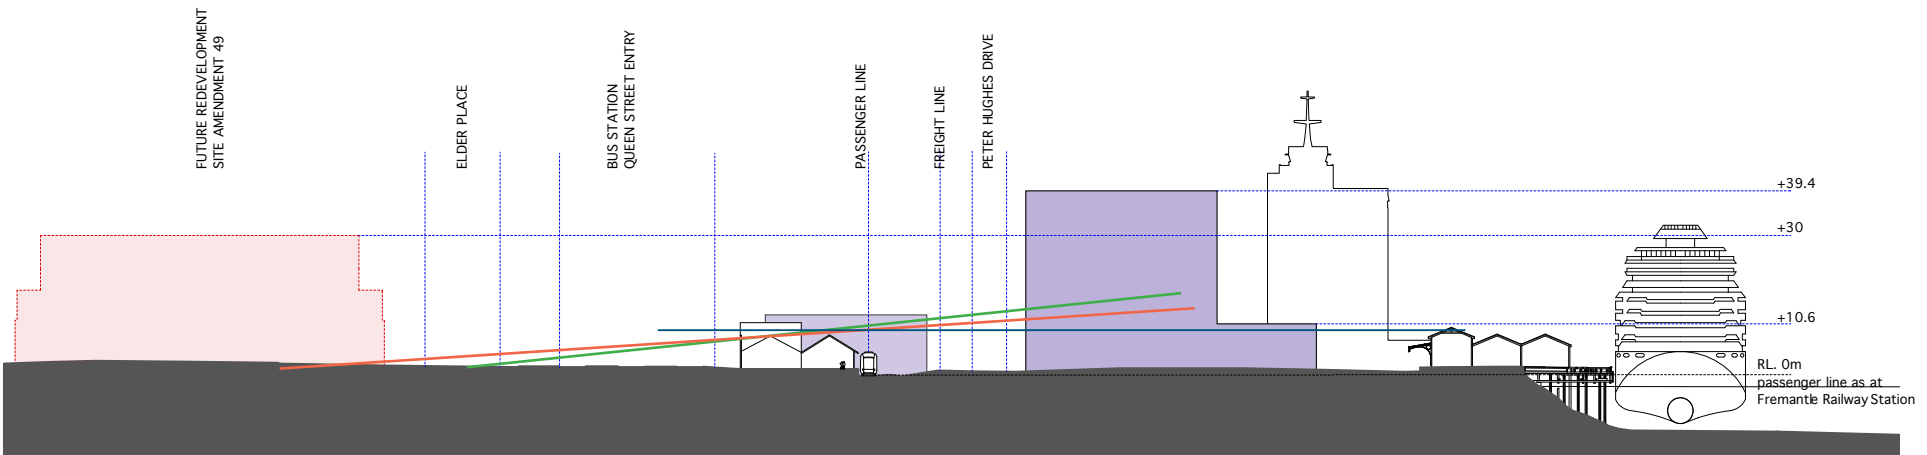 FUTURE REDEVELOPMENT
SITE AMENDMENT 49
ELDER PLACE
BUS STATION
QUEEN STREET ENTRY
PASSENGER LINE
FREIGHT LINE
PETER HUGHES DRIVE
+39.4
+30
+10.6
RL. 0m
passenger line as at
Fremantle Railway Station